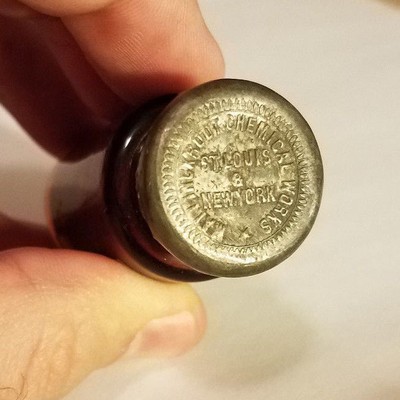 MALLINCKRODT CHEMICAL WORKS
ST. LOUIS
&
NEW YORK